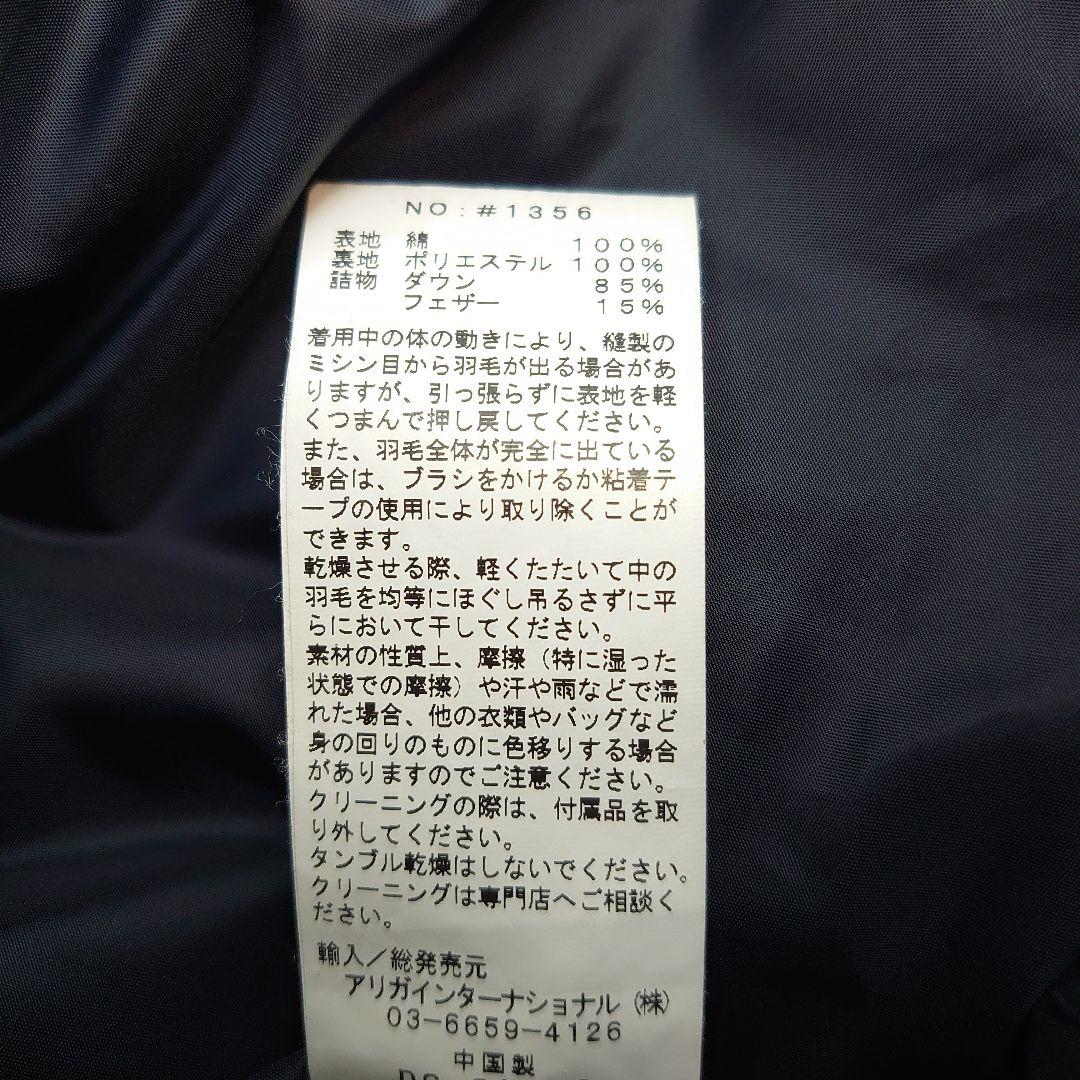 NO:#1356
表地 綿 100%
裏地 ポリエステル 100%
詰物 ダウン 85%
フェザー 15%
着用中の体の動きにより、縫製の
ミシン目から羽毛が出る場合があ
りますが、引っ張らずに表地を軽
くつまんで押し戻してください。
また、羽毛全体が完全に出ている
場合は、ブラシをかけるか粘着テ
ープの使用により取り除くことが
できます。
乾燥させる際、軽くたたいて中の
羽毛を均等にほぐし吊るさずに平
らにおいて干してください。
素材の性質上、摩擦（特に湿った
状態での摩擦）や汗や雨などで濡
れた場合、他の衣類やバッグなど
身の回りのものに色移りする場合
がありますのでご注意ください。
クリーニングの際は、付属品を取
り外してください。
タンブル乾燥はしないでください。
クリーニングは専門店へご相談く
ださい。
輸入／総発売元
アリガインターナショナル（株）
03-6659-4126
中国製